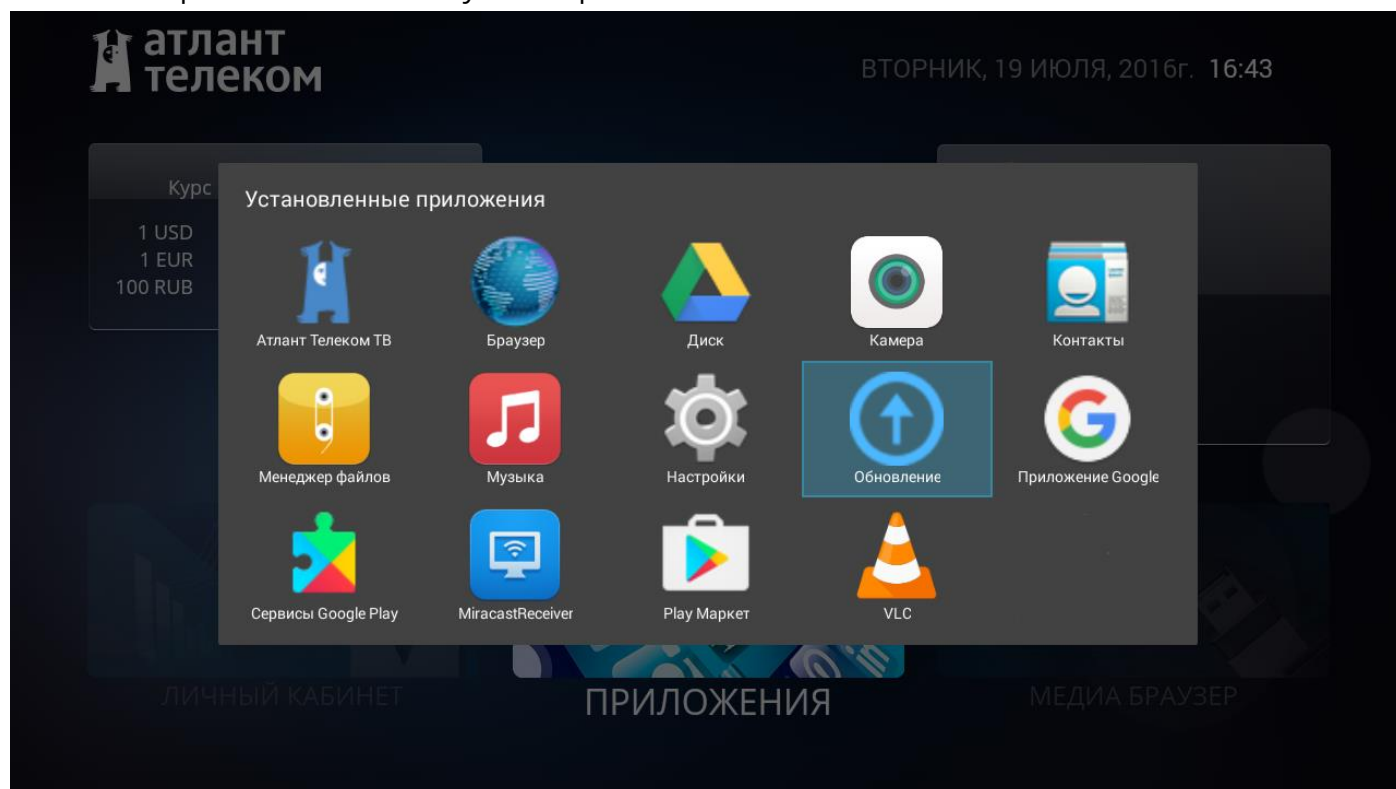 атлант
телеком
ВТОРНИК, 19 ИЮЛЯ, 2016г. 16:43
Курс
1 USD
1 EUR
100 RUB
Установленные приложения
Атлант Телеком ТВ
Браузер
Диск
Камера
Контакты
Менеджер файлов
Музыка
Настройки
Обновление
Приложение Google
Сервисы Google Play
MiracastReceiver
Play Маркет
VLC
ЛИЧНЫЙ КАБИНЕТ
ПРИЛОЖЕНИЯ
МЕДИА БРАУЗЕР